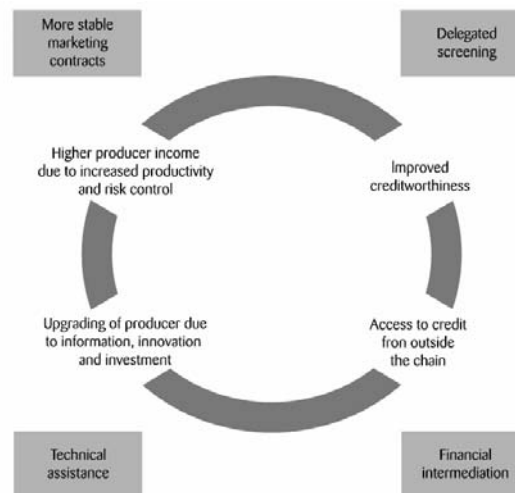 More stable
marketing
contracts
Delegated
screening
Higher producer income
due to increased productivity
and risk control
Improved
creditworthiness
Upgrading of producer due
to information, innovation
and investment
Access to credit
fron outside
the chain
Technical
assistance
Financial
intermediation